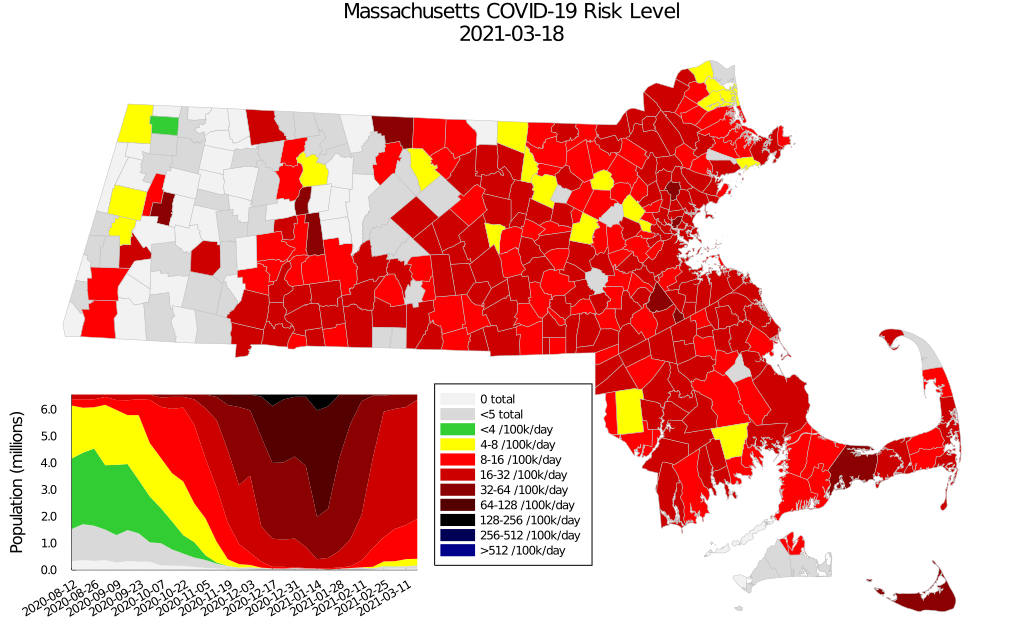 Massachusetts COVID-19 Risk Level
2021-03-18
Population (millions)
6.0
5.0
4.0
3.0
2.0
1.0
0.0
2020-08-12
2020-08-26
2020-09-09
2020-09-23
2020-10-07
2020-10-22
2020-11-05
2020-11-19
2020-12-03
2020-12-17
2020-12-31
2021-01-14
2021-01-28
2021-02-11
2021-02-25
2021-03-11
0 total
<5 total
<4 /100k/day
4-8 /100k/day
8-16 /100k/day
16-32 /100k/day
32-64 /100k/day
64-128 /100k/day
128-256 /100k/day
256-512 /100k/day
>512 /100k/day